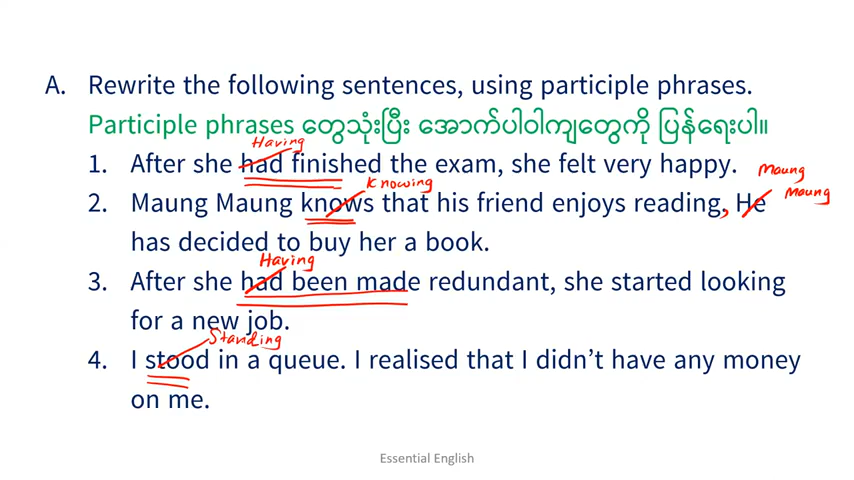 A. Rewrite the following sentences, using participle phrases.
Participle phrases တွေသုံးပြီး အောက်ပါဝါကျတွေကို ပြန်ရေးပါ။
Having
1. After she had finished the exam, she felt very happy.
Knowing Maung
2. Maung Maung knows that his friend enjoys reading, He Maung
has decided to buy her a book.
Having
3. After she had been made redundant, she started looking
for a new job.
Standing
4. I stood in a queue. I realised that I didn't have any money
on me.
Essential English